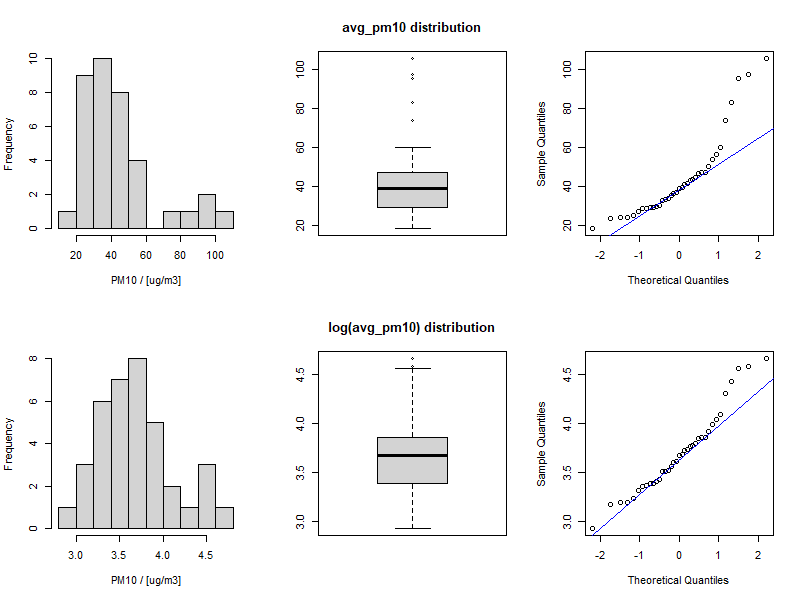 avg_pm10 distribution
Frequency
0 2 4 6 8 10
20 40 60 80 100
PM10 / [ug/m3]
20 40 60 80 100
Sample Quantiles
20 40 60 80 100
-2 -1 0 1 2
Theoretical Quantiles
log(avg_pm10) distribution
Frequency
0 2 4 6 8
3.0 3.5 4.0 4.5
PM10 / [ug/m3]
3.0 3.5 4.0 4.5
Sample Quantiles
3.0 3.5 4.0 4.5
-2 -1 0 1 2
Theoretical Quantiles